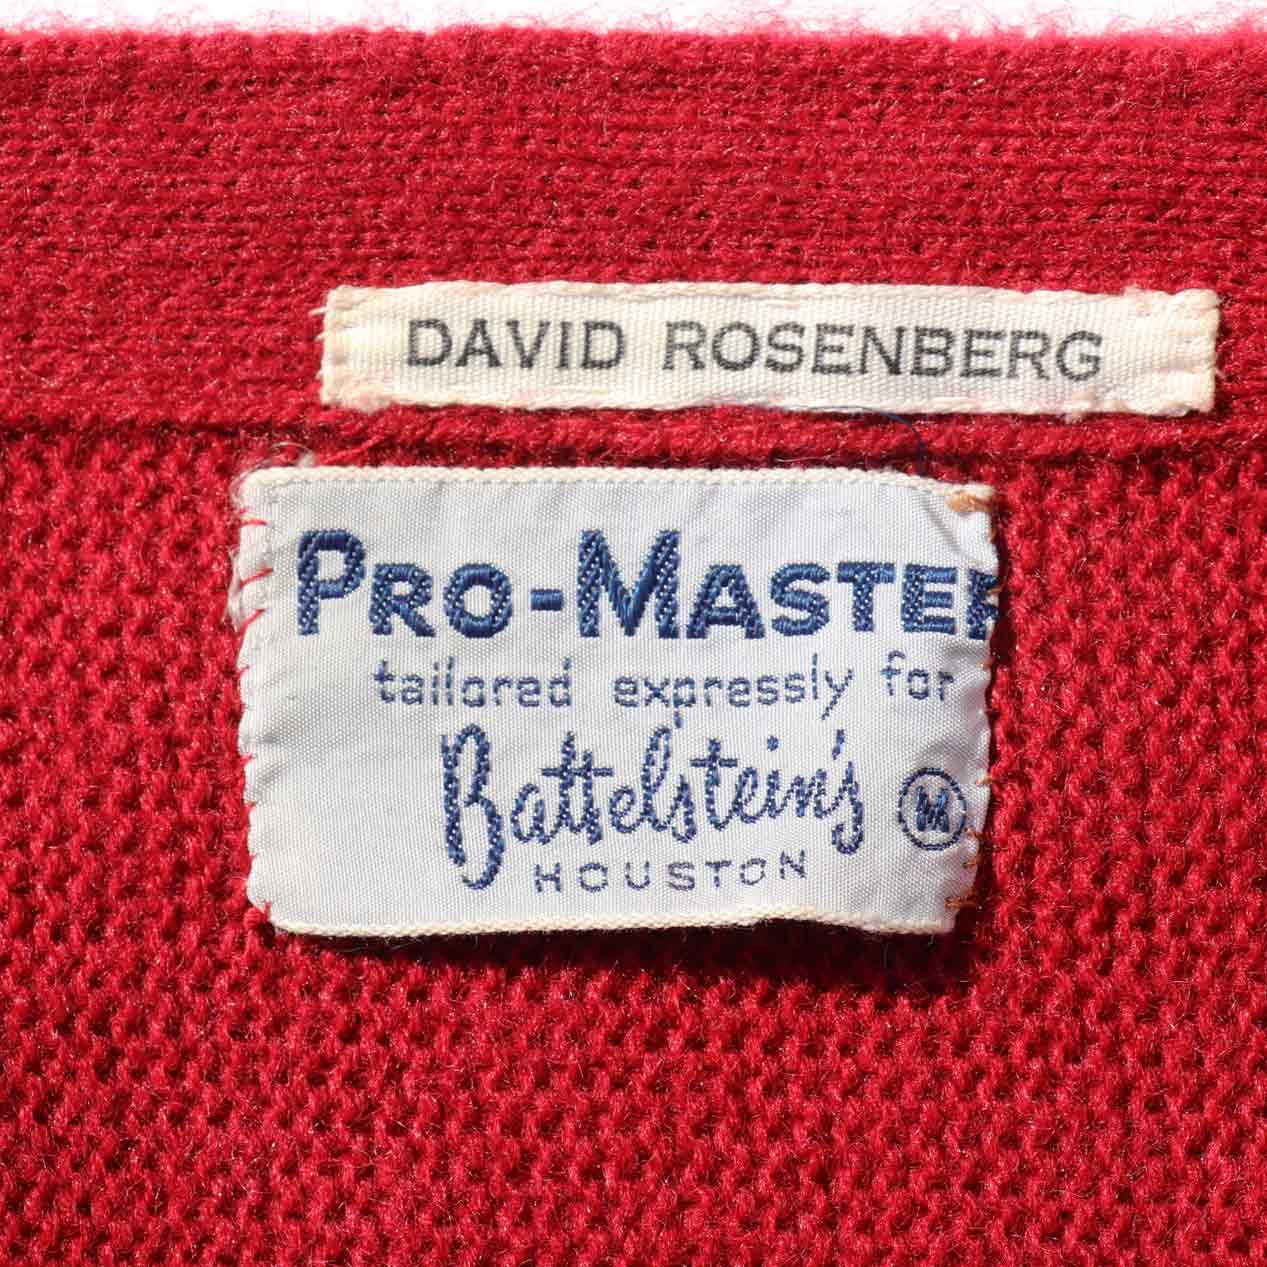 DAVID ROSENBERG
PRO-MASTER
tailored expressly for
Battelstein's
M
HOUSTON